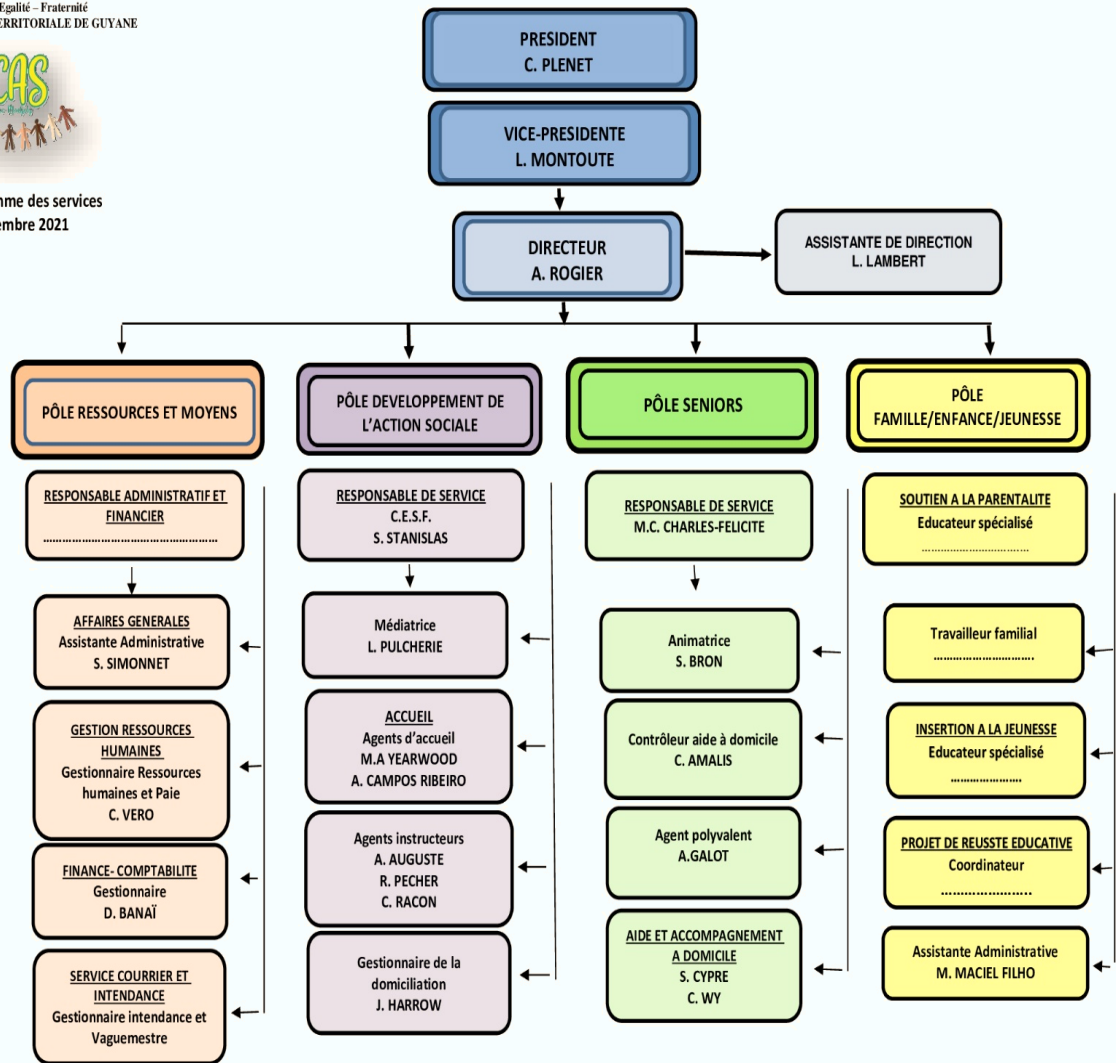 Egalité – Fraternité
ERRITORIALE DE GUYANE
CAS
mme des services
embre 2021
PRESIDENT
C. PLENET
VICE-PRESIDENTE
L. MONTOUTE
DIRECTEUR
A. ROGIER
ASSISTANTE DE DIRECTION
L. LAMBERT
PÔLE RESSOURCES ET MOYENS
RESPONSABLE ADMINISTRATIF ET
FINANCIER
....................................................
AFFAIRES GENERALES
Assistante Administrative
S. SIMONNET
GESTION RESSOURCES
HUMAINES
Gestionnaire Ressources
humaines et Paie
C. VERO
FINANCE- COMPTABILITE
Gestionnaire
D. BANAÏ
SERVICE COURRIER ET
INTENDANCE
Gestionnaire intendance et
Vaguemestre
PÔLE DEVELOPPEMENT DE
L’ACTION SOCIALE
RESPONSABLE DE SERVICE
C.E.S.F.
S. STANISLAS
Médiatrice
L. PULCHERIE
ACCUEIL
Agents d’accueil
M.A YEARWOOD
A. CAMPOS RIBEIRO
Agents instructeurs
A. AUGUSTE
R. PECHER
C. RACON
Gestionnaire de la
domiciliation
J. HARROW
PÔLE SENIORS
RESPONSABLE DE SERVICE
M.C. CHARLES-FELICITE
Animatrice
S. BRON
Contrôleur aide à domicile
C. AMALIS
Agent polyvalent
A.GALOT
AIDE ET ACCOMPAGNEMENT
A DOMICILE
S. CYPRE
C. WY
PÔLE
FAMILLE/ENFANCE/JEUNESSE
SOUTIEN A LA PARENTALITE
Educateur spécialisé
................................
Travailleur familial
..............................
INSERTION A LA JEUNESSE
Educateur spécialisé
.....................
PROJET DE REUSSTE EDUCATIVE
Coordinateur
.......................
Assistante Administrative
M. MACIEL FILHO